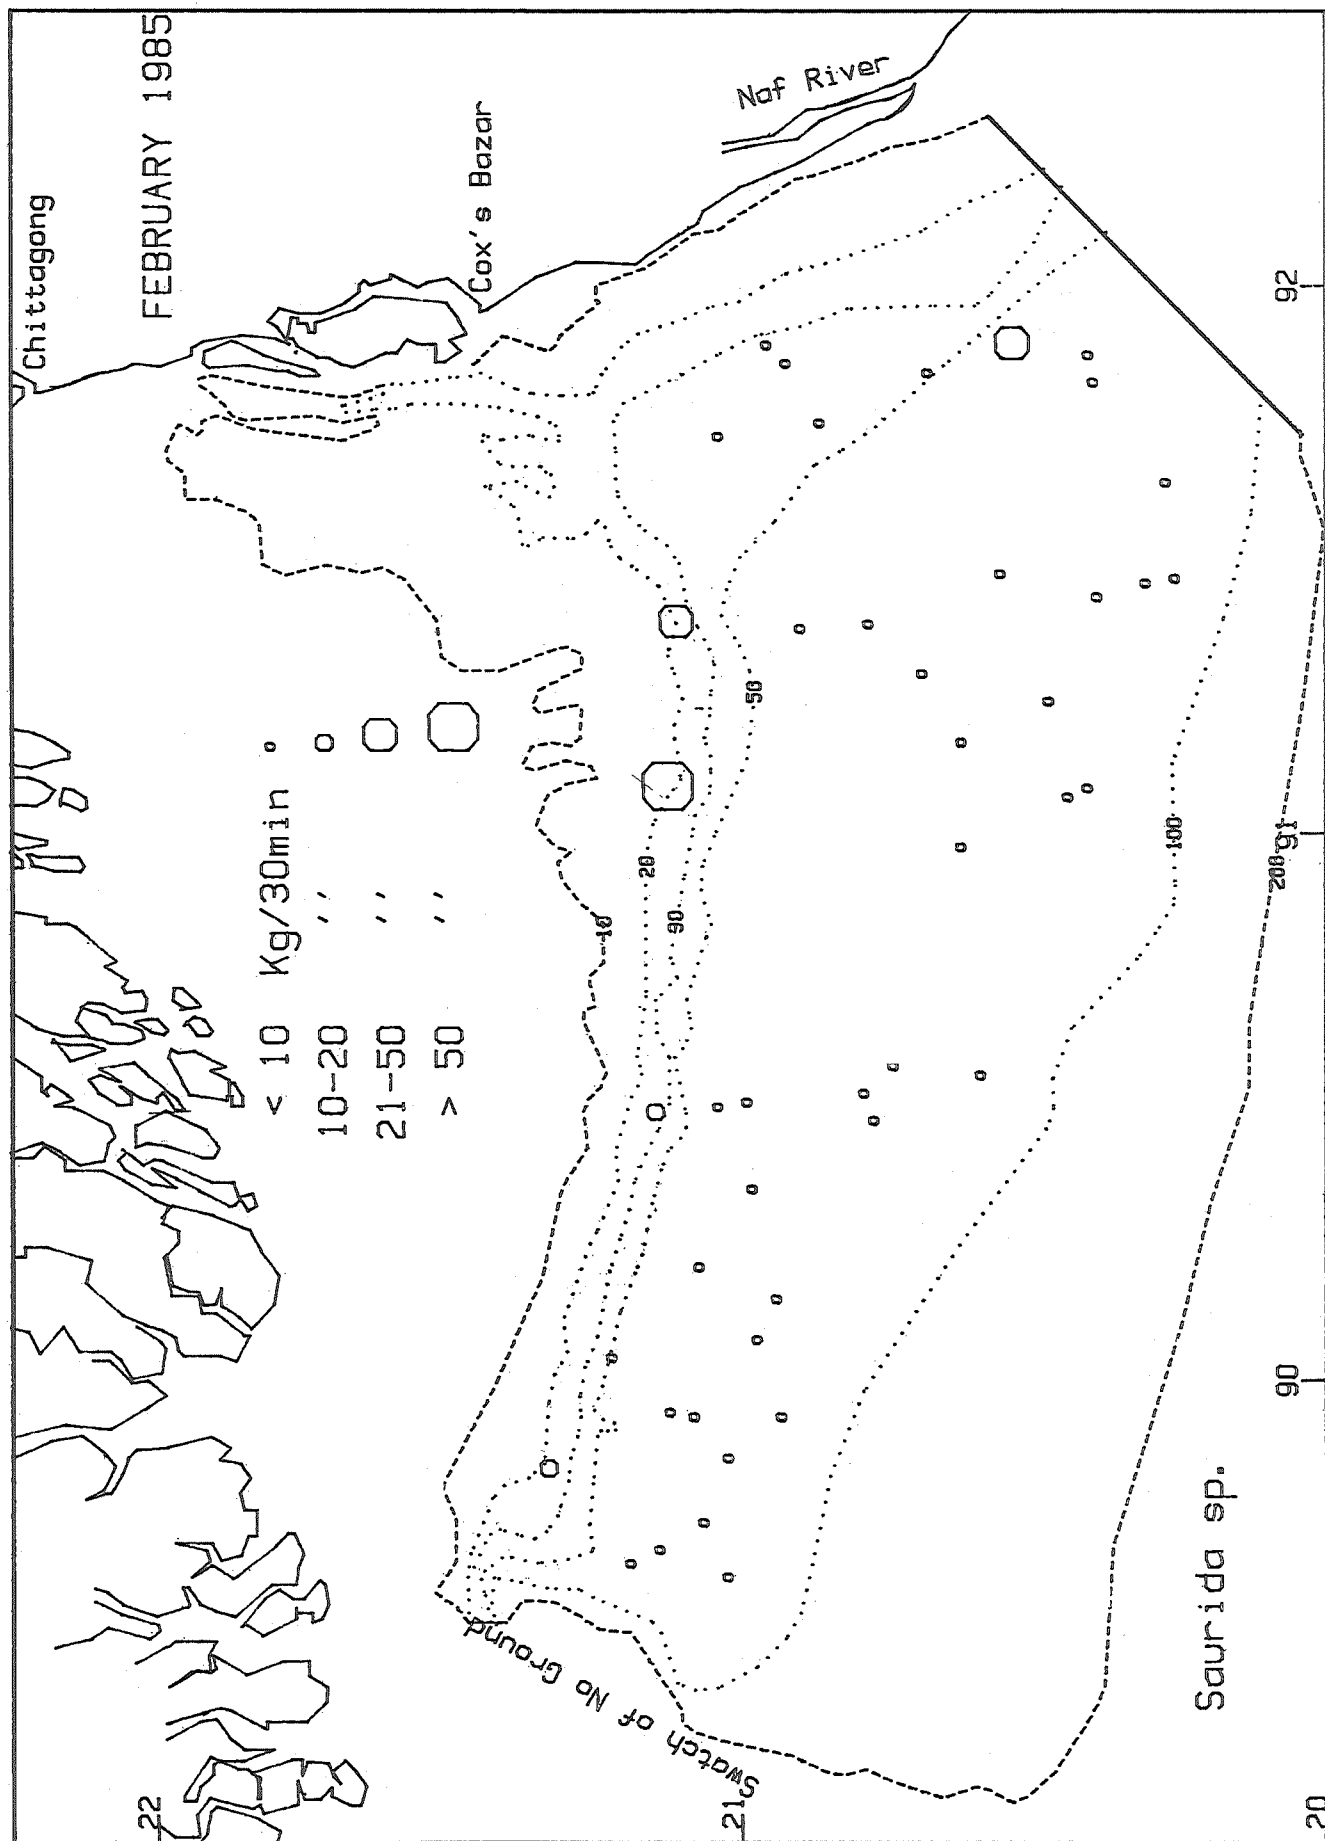 Chittagong
FEBRUARY 1985
Cox's Bazar
Naf River
< 10 Kg/30min
10-20 ,,
21-50 ,,
> 50 ,,
10
20
90
50
100
200
Swatch of No Ground
Saurida sp.
22
21
20
90
91
92